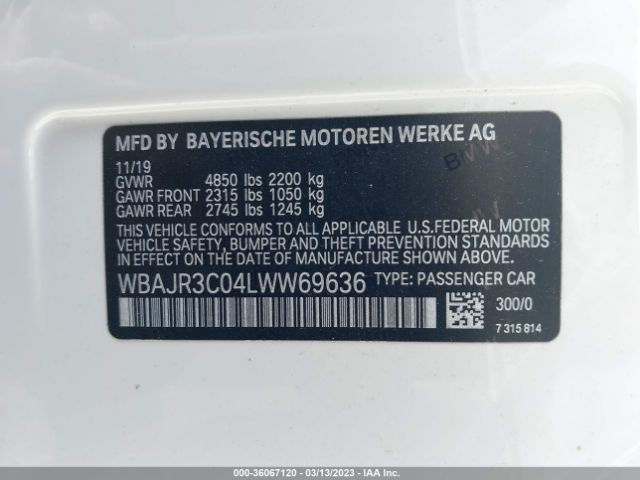 MFD BY BAYERISCHE MOTOREN WERKE AG
11/19
GVWR 4850 lbs 2200 kg
GAWR FRONT 2315 lbs 1050 kg
GAWR REAR 2745 lbs 1245 kg
THIS VEHICLE CONFORMS TO ALL APPLICABLE U.S.FEDERAL MOTOR
VEHICLE SAFETY, BUMPER AND THEFT PREVENTION STANDARDS
IN EFFECT ON THE DATE OF MANUFACTURE SHOWN ABOVE.
WBAJR3C04LWW69636 TYPE: PASSENGER CAR
300/0
7 315 814
000-36067120 - 03/13/2023 - IAAI.COM